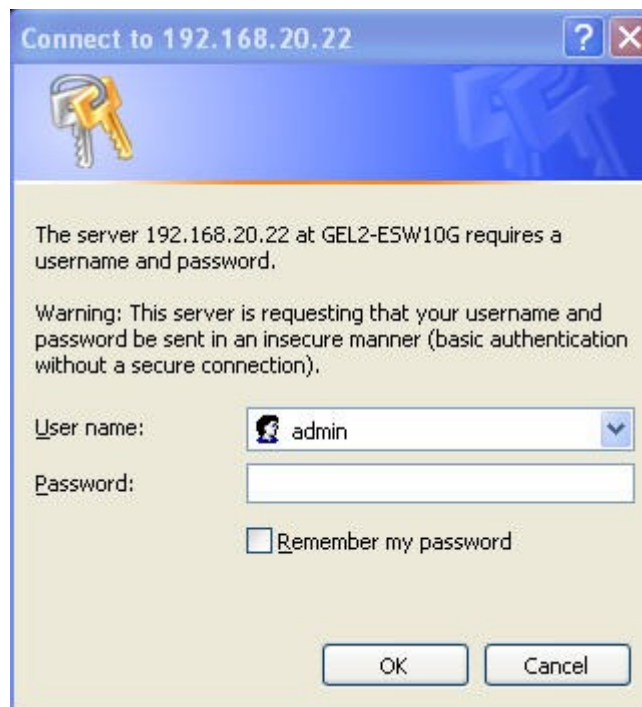 Connect to 192.168.20.22
The server 192.168.20.22 at GEL2-ESW10G requires a
username and password.
Warning: This server is requesting that your username and
password be sent in an insecure manner (basic authentication
without a secure connection).
User name:
admin
Password:
Remember my password
OK
Cancel